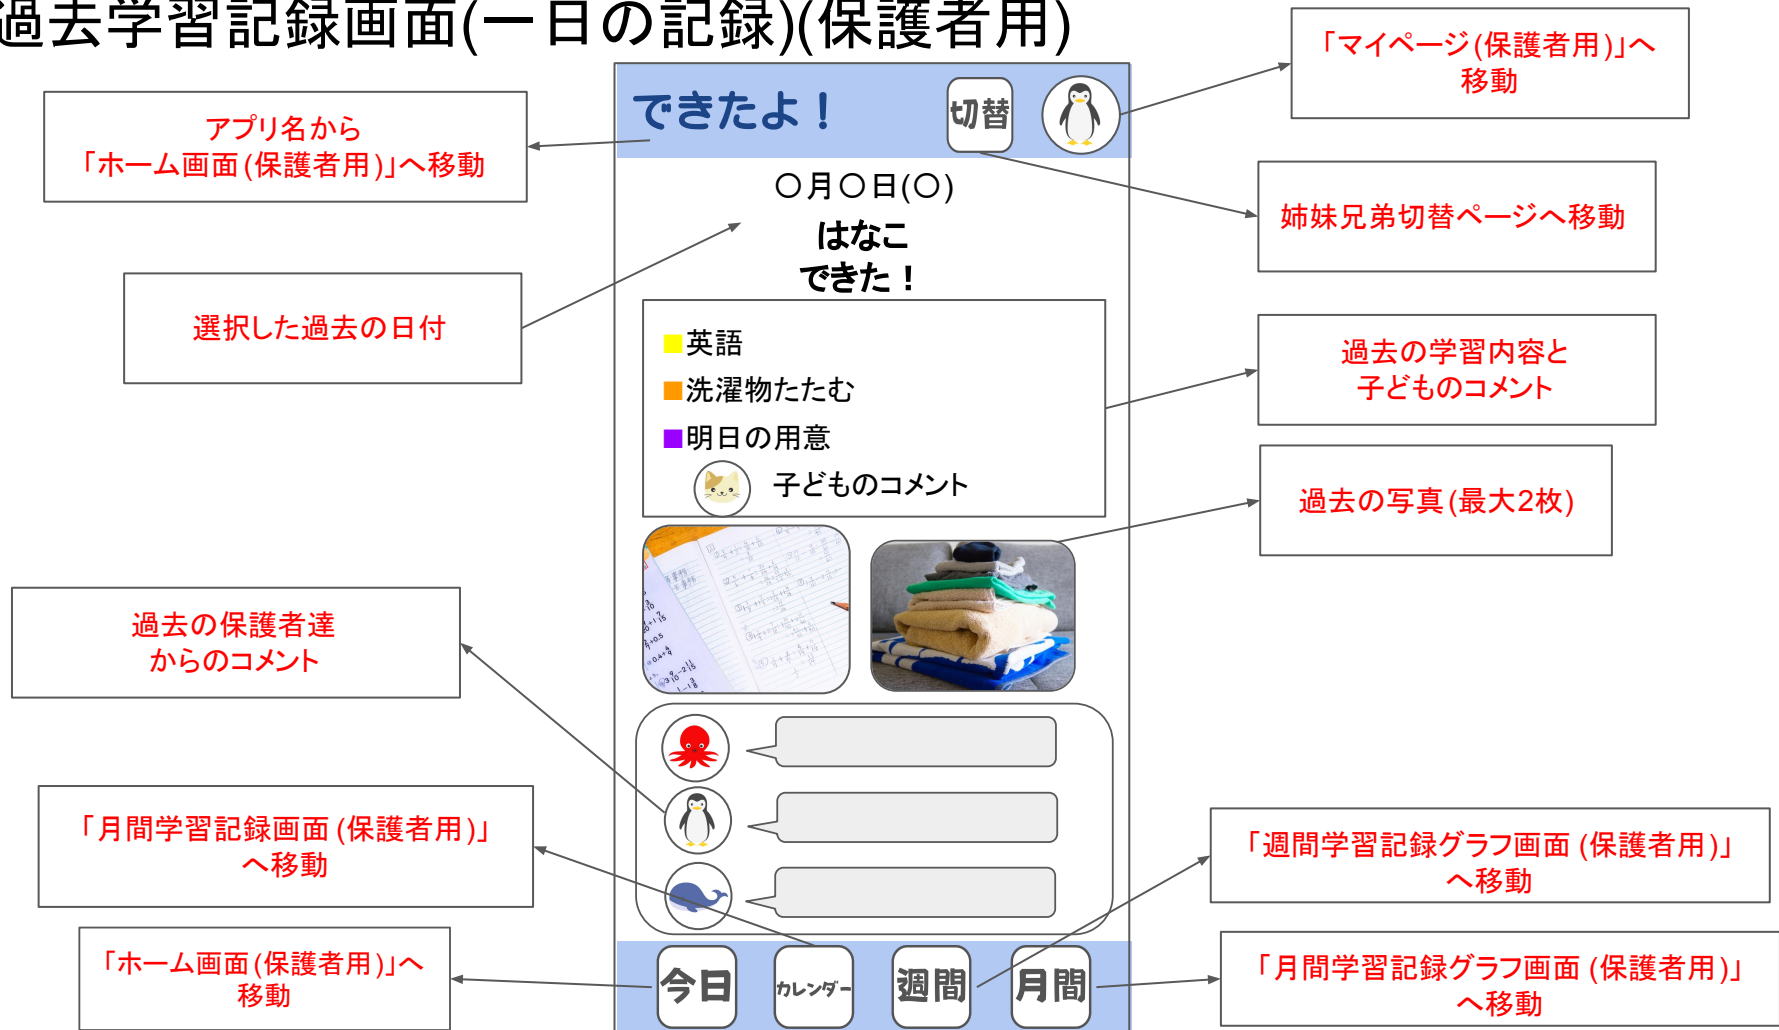 過去学習記録画面(一日の記録)(保護者用)
「マイページ(保護者用)」へ
移動
アプリ名から
「ホーム画面(保護者用)」へ移動
できたよ！
切替
姉妹兄弟切替ページへ移動
〇月〇日(〇)
はなこ
できた！
選択した過去の日付
■英語
■洗濯物たたむ
■明日の用意
子どものコメント
過去の学習内容と
子どものコメント
過去の写真(最大2枚)
過去の保護者達
からのコメント
「月間学習記録画面(保護者用)」
へ移動
「週間学習記録グラフ画面(保護者用)」
へ移動
「ホーム画面(保護者用)」へ
移動
今日
カレンダー
週間
月間
「月間学習記録グラフ画面(保護者用)」
へ移動